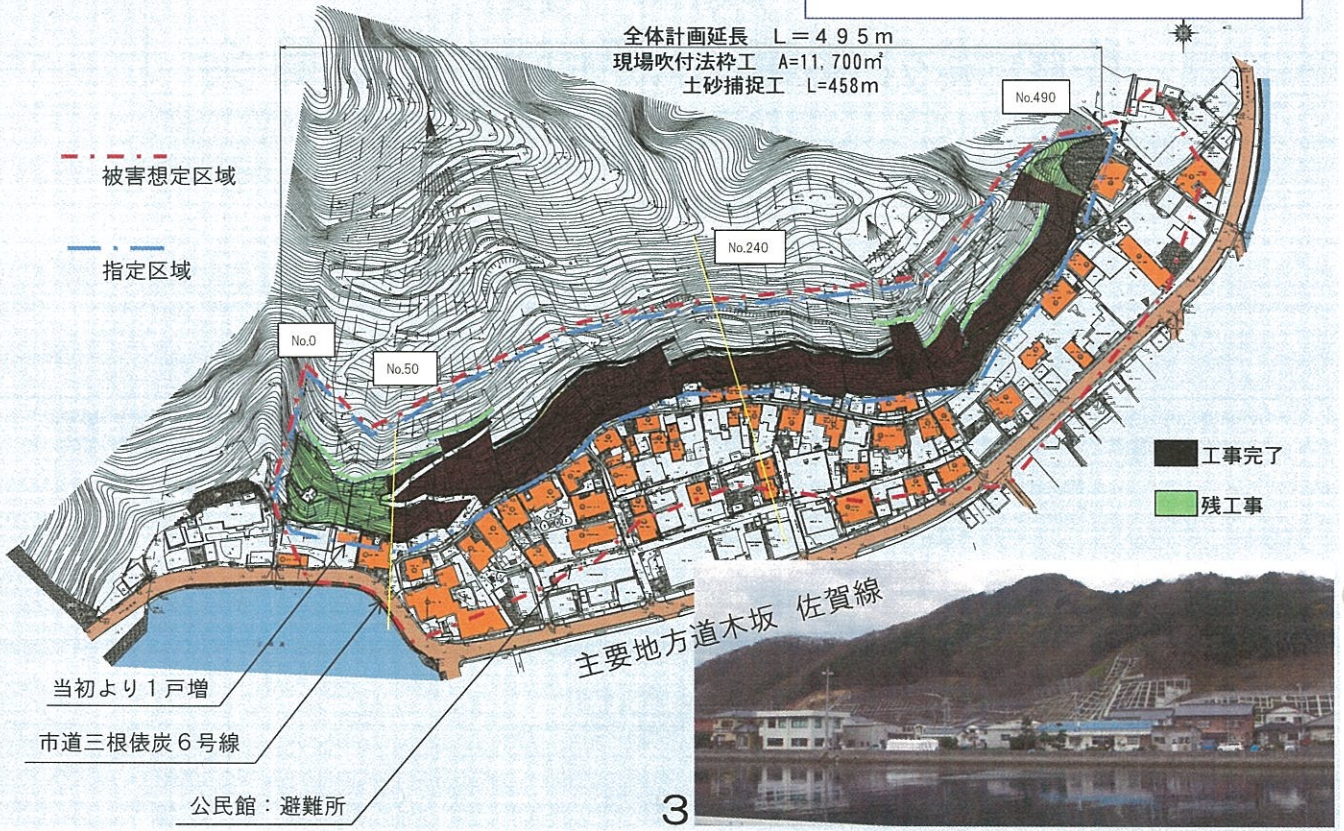 全体計画延長 L=495m
現場吹付法枠工 A=11,700㎡
土砂捕捉工 L=458m
No.490
被害想定区域
指定区域
No.240
No.0
No.50
工事完了
残工事
主要地方道木坂 佐賀線
当初より1戸増
市道三根俵炭6号線
公民館：避難所
3